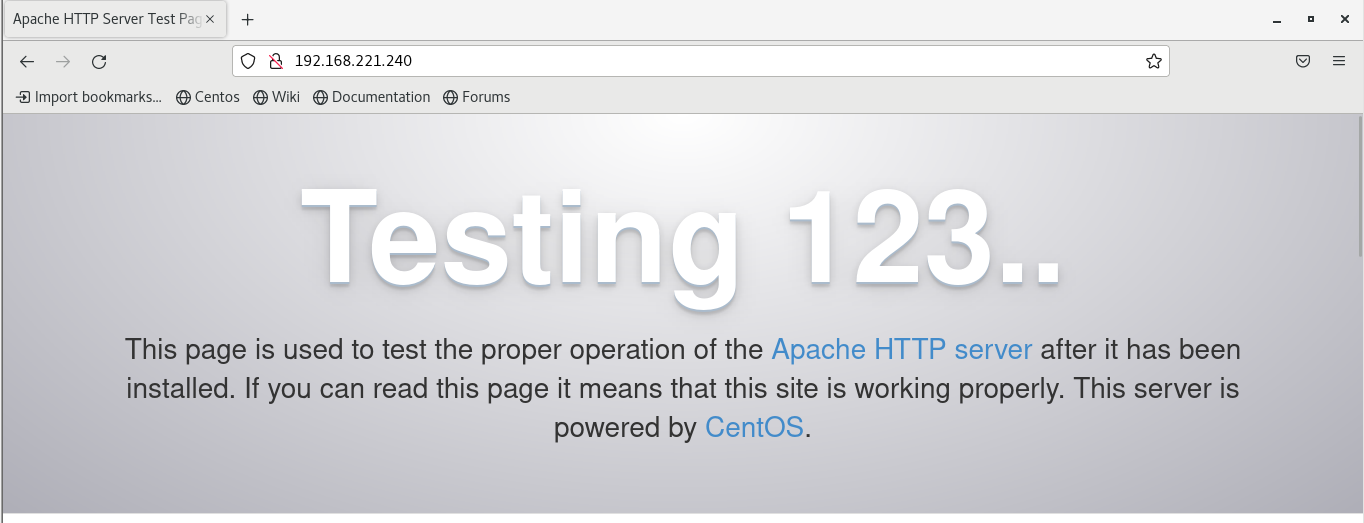 Apache HTTP Server Test Pag
192.168.221.240
Import bookmarks...
Centos
Wiki
Documentation
Forums
Testing 123..
This page is used to test the proper operation of the Apache HTTP server after it has been
installed. If you can read this page it means that this site is working properly. This server is
powered by CentOS.